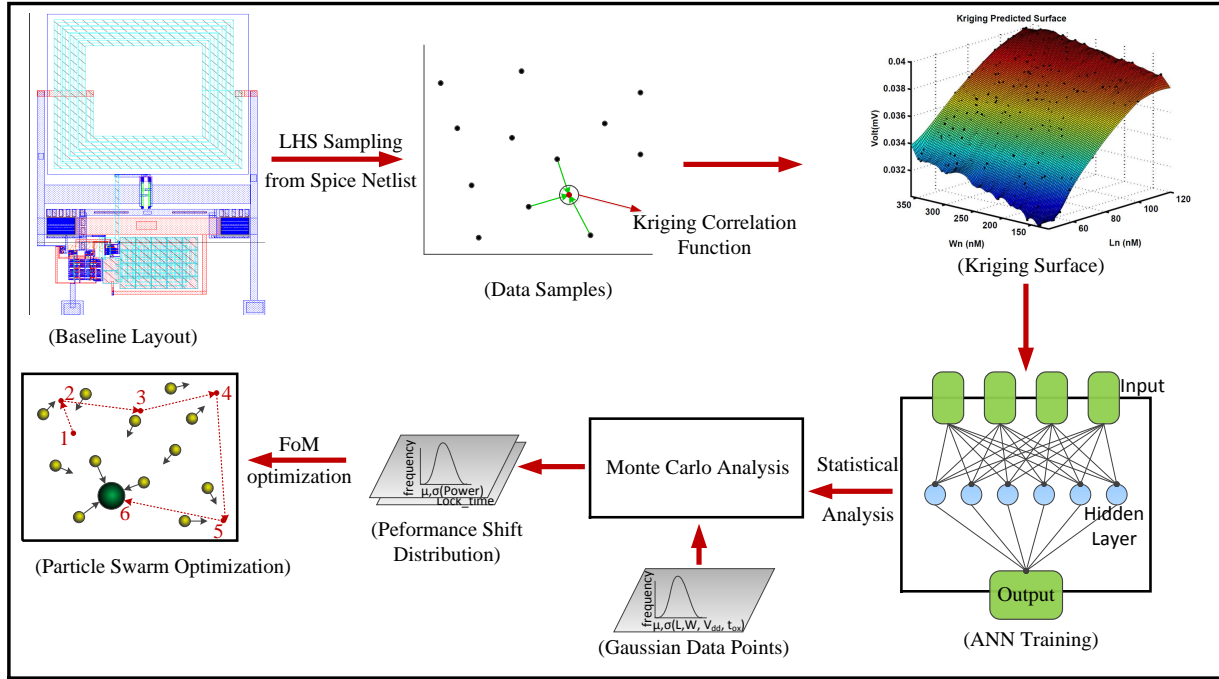 LHS Sampling
from Spice Netlist
(Baseline Layout)
Kriging Correlation
Function
(Data Samples)
Kriging Predicted Surface
0.04
0.038
0.036
0.034
0.032
Volt(mV)
350
300
250
200
150
Wn (nM)
60
80
100
120
Ln (nM)
(Kriging Surface)
Input
Hidden
Layer
Output
(ANN Training)
Statistical
Analysis
Monte Carlo Analysis
frequency
μ,σ(L,W, Vdd, tox)
(Gaussian Data Points)
frequency
μ,σ(Power)
Lock_time
(Peformance Shift
Distribution)
FoM
optimization
1
2
3
4
5
6
(Particle Swarm Optimization)